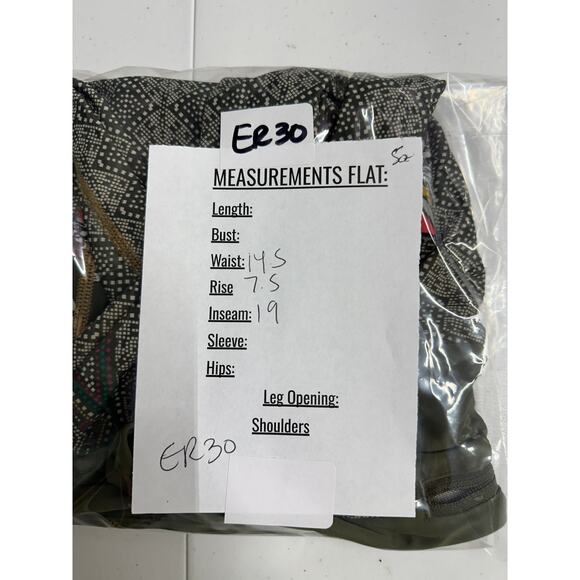 ER30
MEASUREMENTS FLAT:
Length:
Bust:
Waist: 14.5
Rise 7.5
Inseam: 19
Sleeve:
Hips:
Leg Opening:
Shoulders
ER30